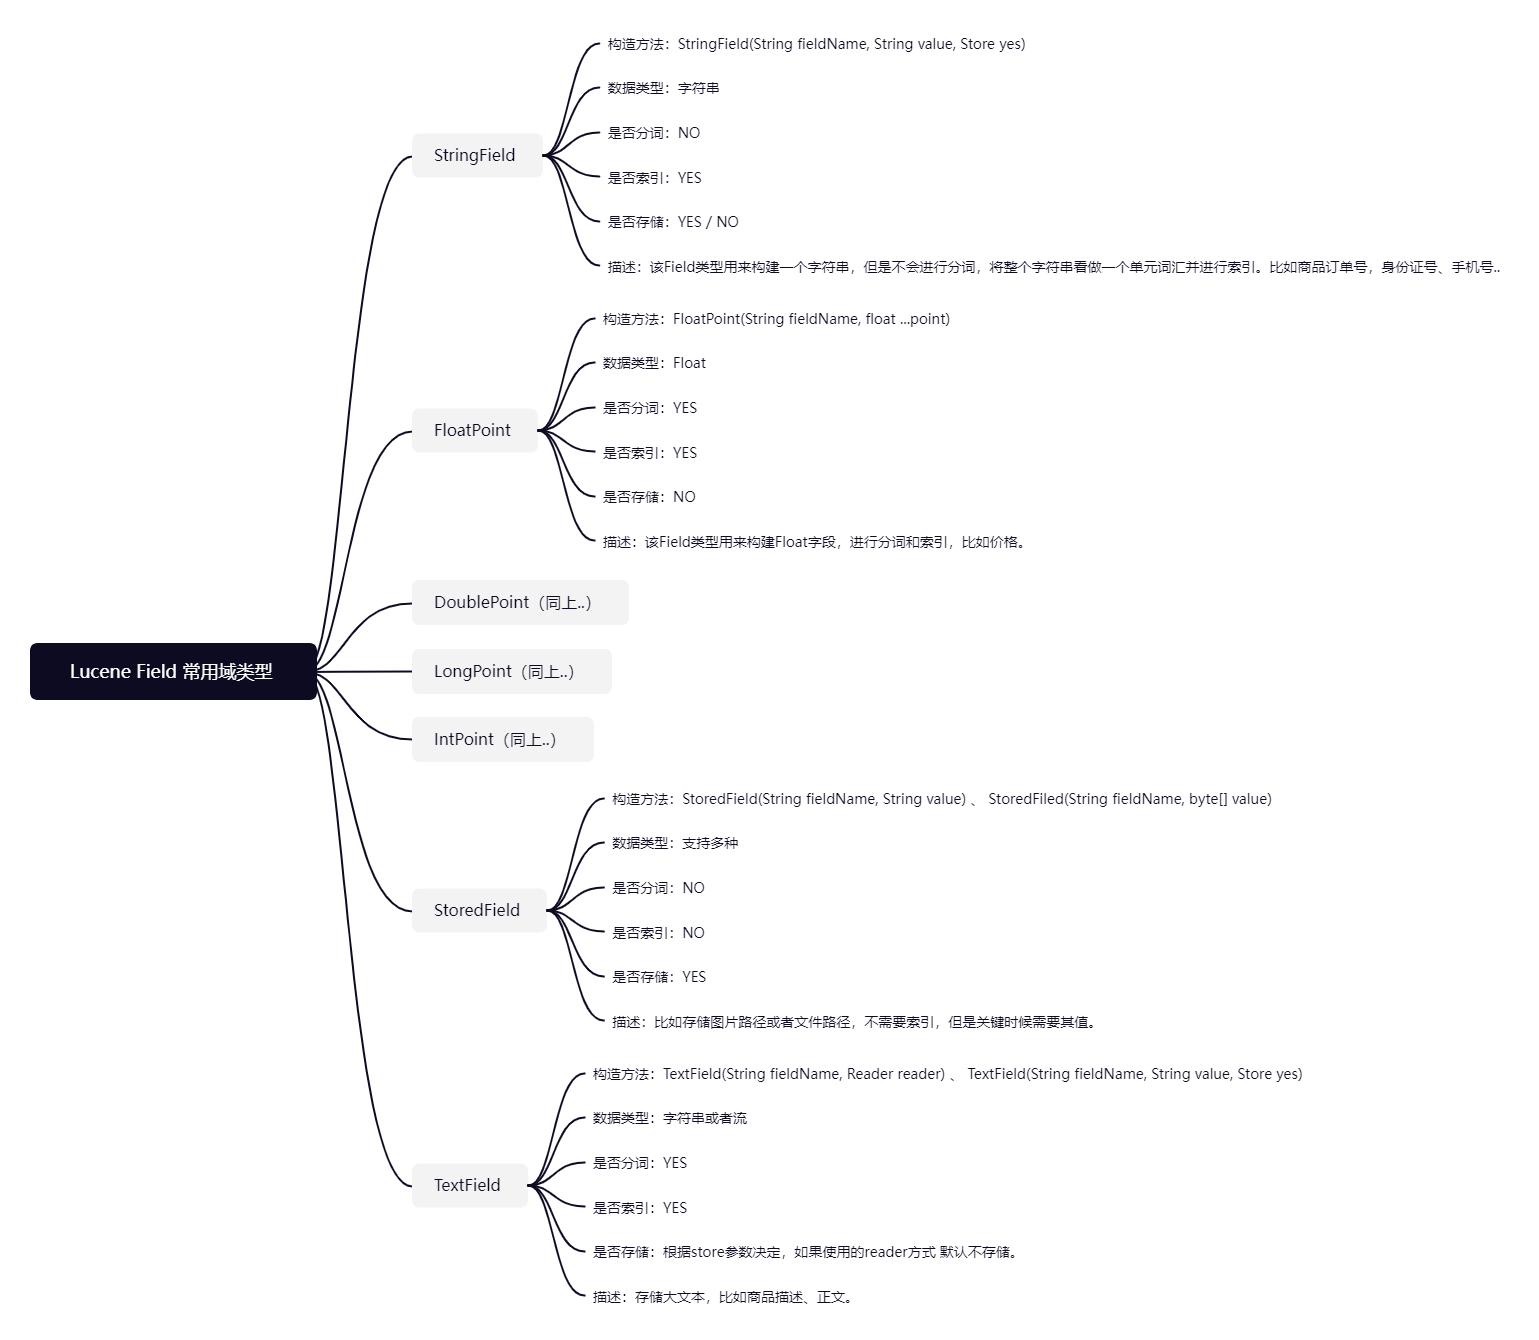 Lucene Field 常用域类型
StringField
构造方法：StringField(String fieldName, String value, Store yes)
数据类型：字符串
是否分词：NO
是否索引：YES
是否存储：YES / NO
描述：该Field类型用来构建一个字符串，但是不会进行分词，将整个字符串看做一个单元词汇并进行索引。比如商品订单号，身份证号、手机号..
FloatPoint
构造方法：FloatPoint(String fieldName, float ...point)
数据类型：Float
是否分词：YES
是否索引：YES
是否存储：NO
描述：该Field类型用来构建Float字段，进行分词和索引，比如价格。
DoublePoint（同上..）
LongPoint（同上..）
IntPoint（同上..）
StoredField
构造方法：StoredField(String fieldName, String value) 、 StoredFiled(String fieldName, byte[] value)
数据类型：支持多种
是否分词：NO
是否索引：NO
是否存储：YES
描述：比如存储图片路径或者文件路径，不需要索引，但是关键时候需要其值。
TextField
构造方法：TextField(String fieldName, Reader reader) 、 TextField(String fieldName, String value, Store yes)
数据类型：字符串或者流
是否分词：YES
是否索引：YES
是否存储：根据store参数决定，如果使用的reader方式 默认不存储。
描述：存储大文本，比如商品描述、正文。